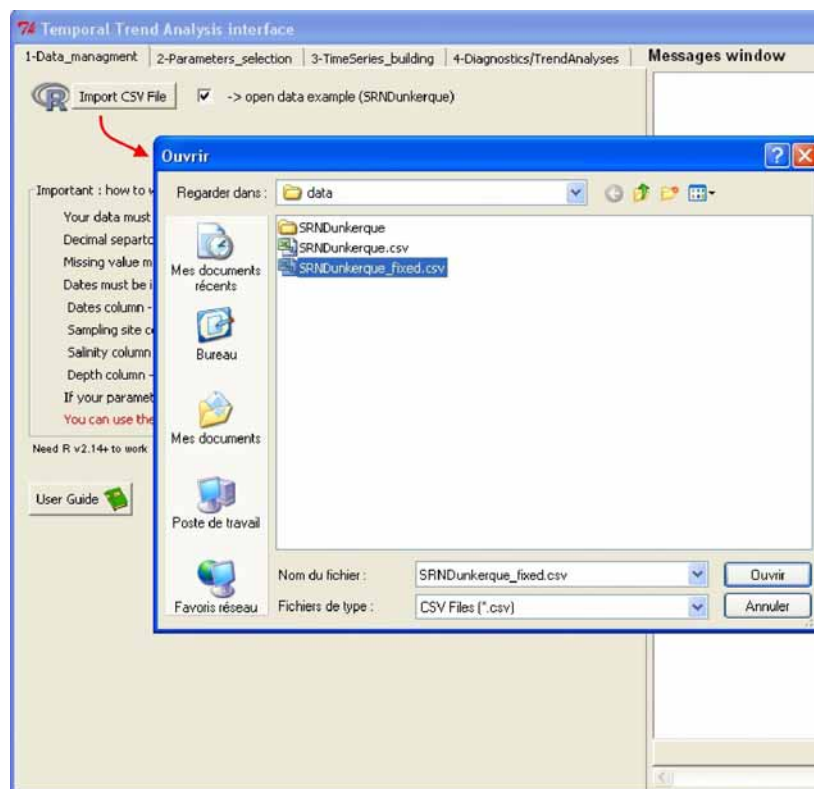 74 Temporal Trend Analysis interface
1-Data_managment 2-Parameters_selection 3-TimeSeries_building 4-Diagnostics/TrendAnalyses Messages window
R Import CSV File -> open data example (SRNDunkerque)
Ouvrir
Important : how to
Regarder dans : data
Your data must
Decimal separto
Missing value m
Dates must be i
Dates column -
Sampling site c
Salinity column
Depth column -
If your paramet
You can use the
Need R v2.14+ to work
User Guide
SRNDunkerque
SRNDunkerque.csv
SRNDunkerque_fixed.csv
Mes documents
récents
Bureau
Mes documents
Poste de travail
Favoris réseau
Nom du fichier : SRNDunkerque_fixed.csv Ouvrir
Fichiers de type : CSV Files (*.csv) Annuler